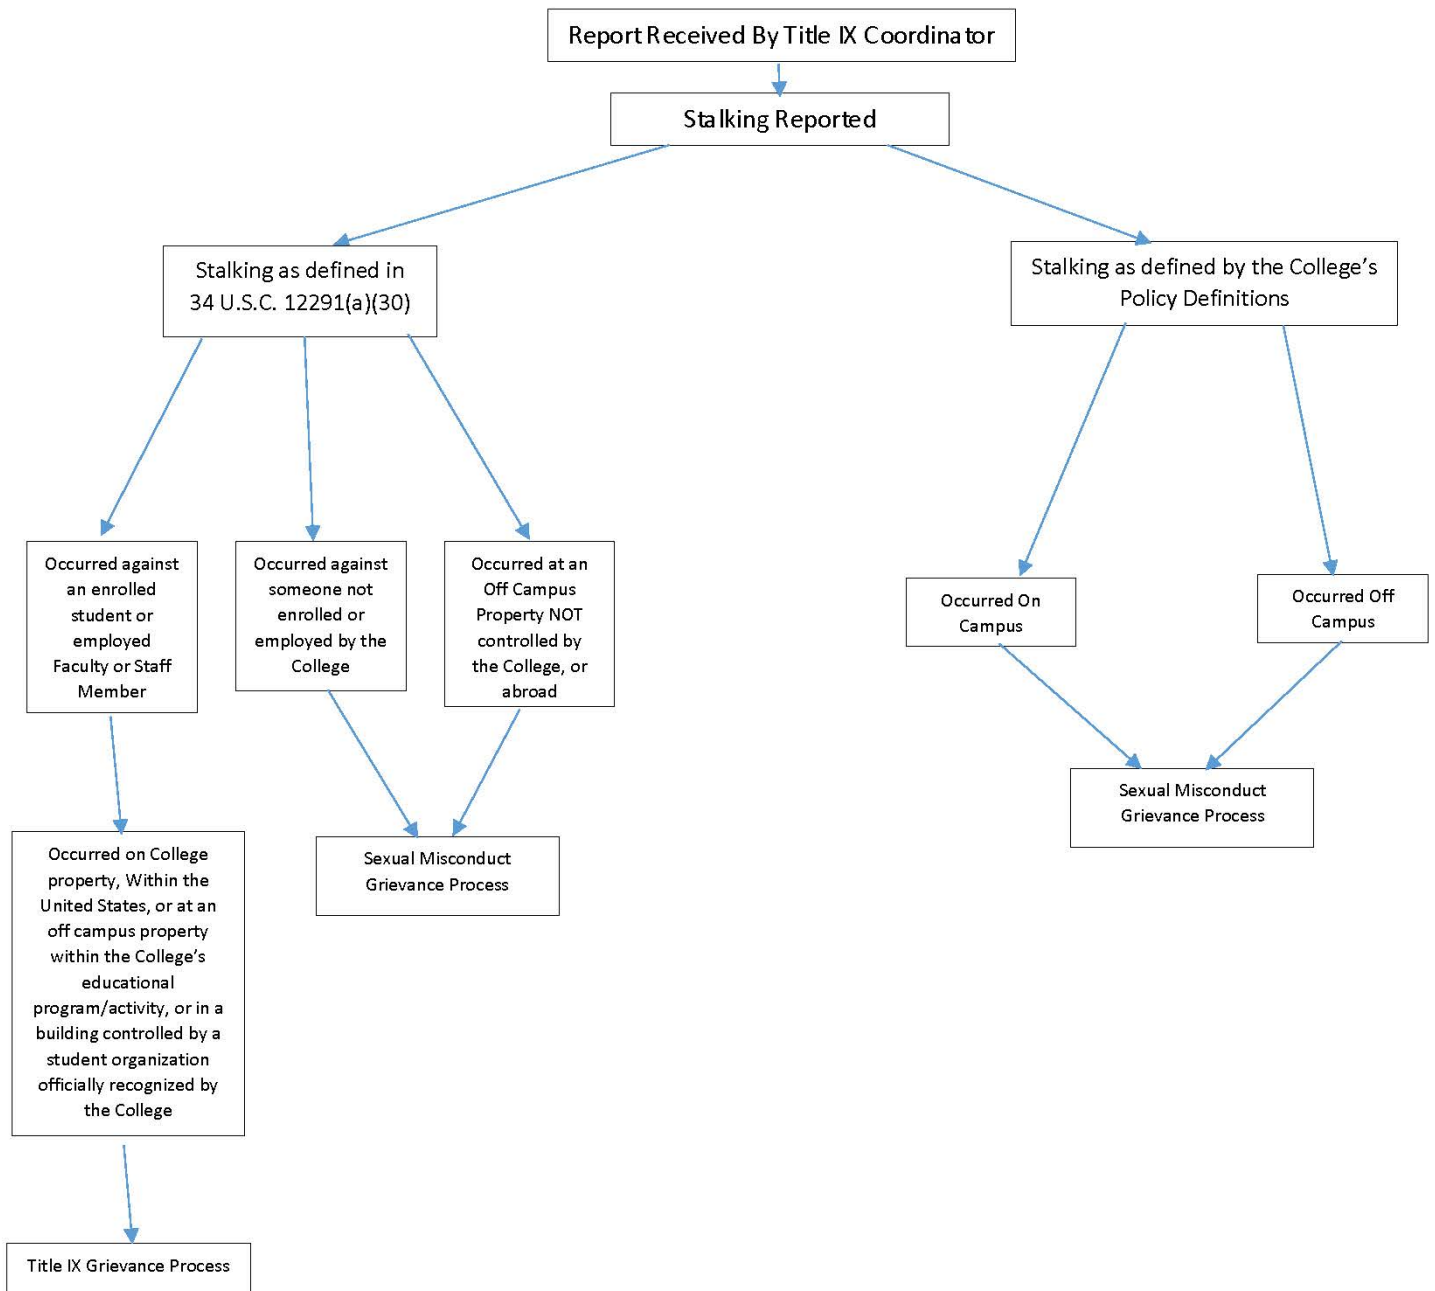 Report Received By Title IX Coordinator
Stalking Reported
Stalking as defined in
34 U.S.C. 12291(a)(30)
Stalking as defined by the College's
Policy Definitions
Occurred against
an enrolled
student or
employed
Faculty or Staff
Member
Occurred against
someone not
enrolled or
employed by the
College
Occurred at an
Off Campus
Property NOT
controlled by
the College, or
abroad
Occurred On
Campus
Occurred Off
Campus
Occurred on College
property, Within the
United States, or at an
off campus property
within the College's
educational
program/activity, or in a
building controlled by a
student organization
officially recognized by
the College
Sexual Misconduct
Grievance Process
Sexual Misconduct
Grievance Process
Title IX Grievance Process